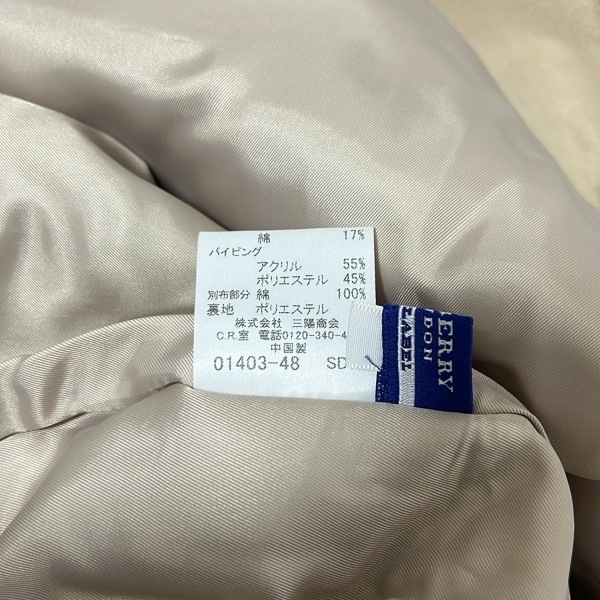 綿 17%
パイピング
アクリル 55%
ポリエステル 45%
別布部分 綿 100%
裏地 ポリエステル
株式会社 三陽商会
C.R.室 電話0120-340-4
中国製
01403-48 SD
ERRY
DON
LABEL